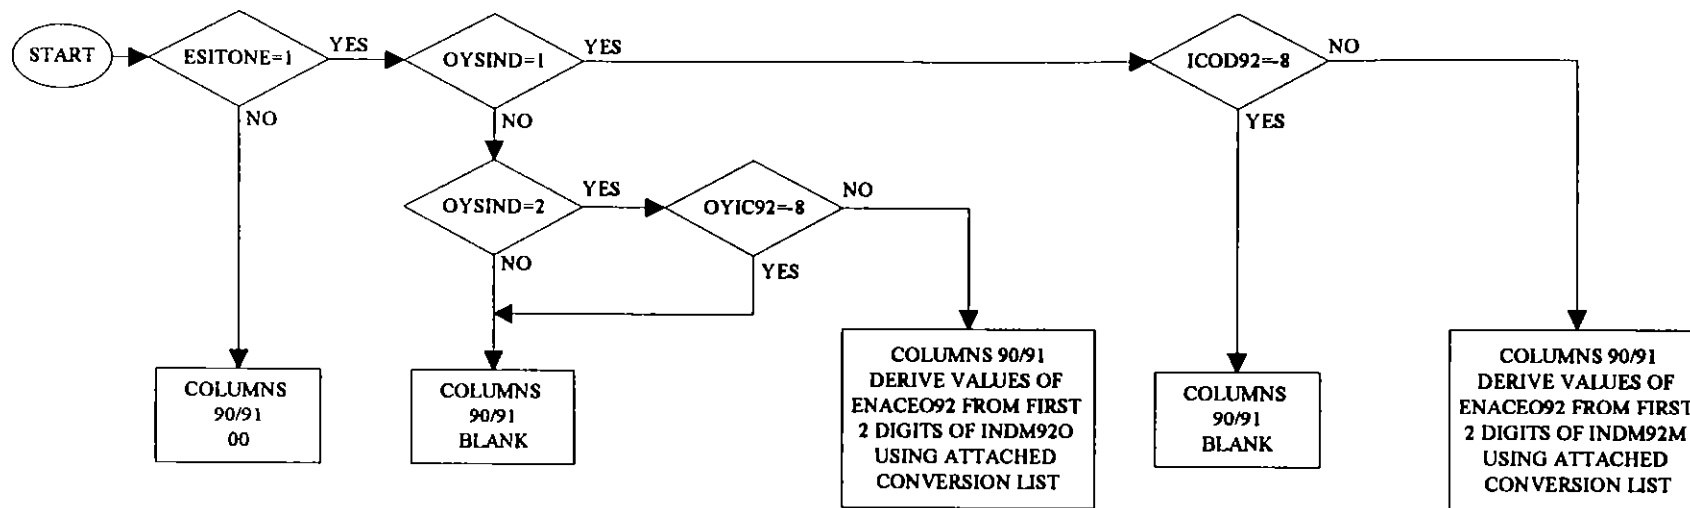 START
ESITONE=1
YES
NO
OYSIND=1
YES
NO
ICOD92=-8
NO
YES
OYSIND=2
YES
NO
OYIC92=-8
NO
YES
COLUMNS
90/91
00
COLUMNS
90/91
BLANK
COLUMNS 90/91
DERIVE VALUES OF
ENACEO92 FROM FIRST
2 DIGITS OF INDM92O
USING ATTACHED
CONVERSION LIST
COLUMNS
90/91
BLANK
COLUMNS 90/91
DERIVE VALUES OF
ENACEO92 FROM FIRST
2 DIGITS OF INDM92M
USING ATTACHED
CONVERSION LIST